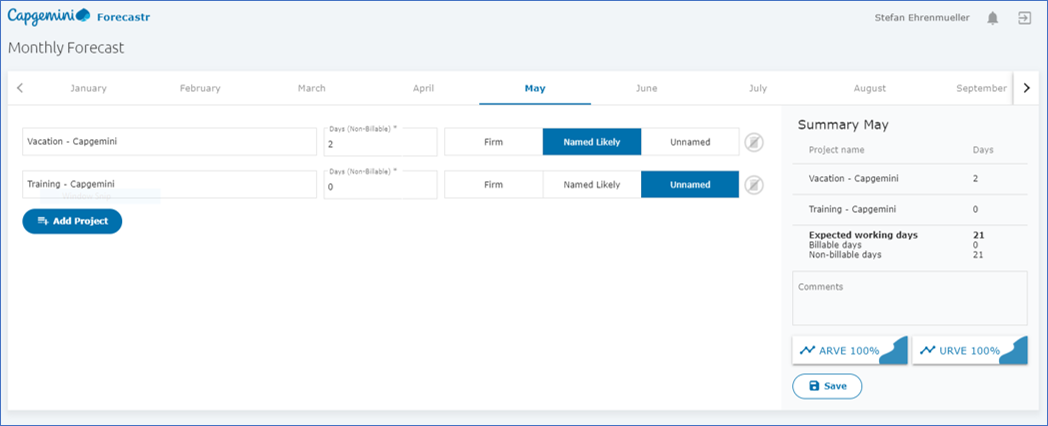 Capgemini Forecastr
Stefan Ehrenmueller
Monthly Forecast
January February March April May June July August September
Days (Non-Billable) *
Vacation - Capgemini 2 Firm Named Likely Unnamed
Days (Non-Billable) *
Training - Capgemini 0 Firm Named Likely Unnamed
Add Project
Summary May
Project name Days
Vacation - Capgemini 2
Training - Capgemini 0
Expected working days 21
Billable days 0
Non-billable days 21
Comments
ARVE 100% URVE 100%
Save